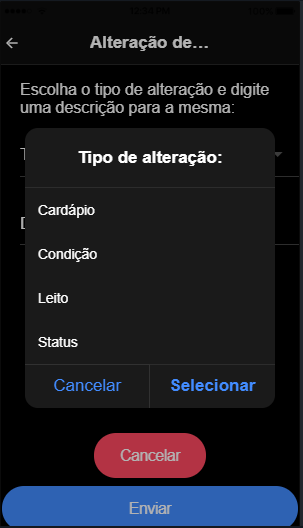 Alteração de...
Escolha o tipo de alteração e digite
uma descrição para a mesma:
Tipo de alteração:
Cardápio
Condição
Leito
Status
Cancelar Selecionar
Cancelar
Enviar